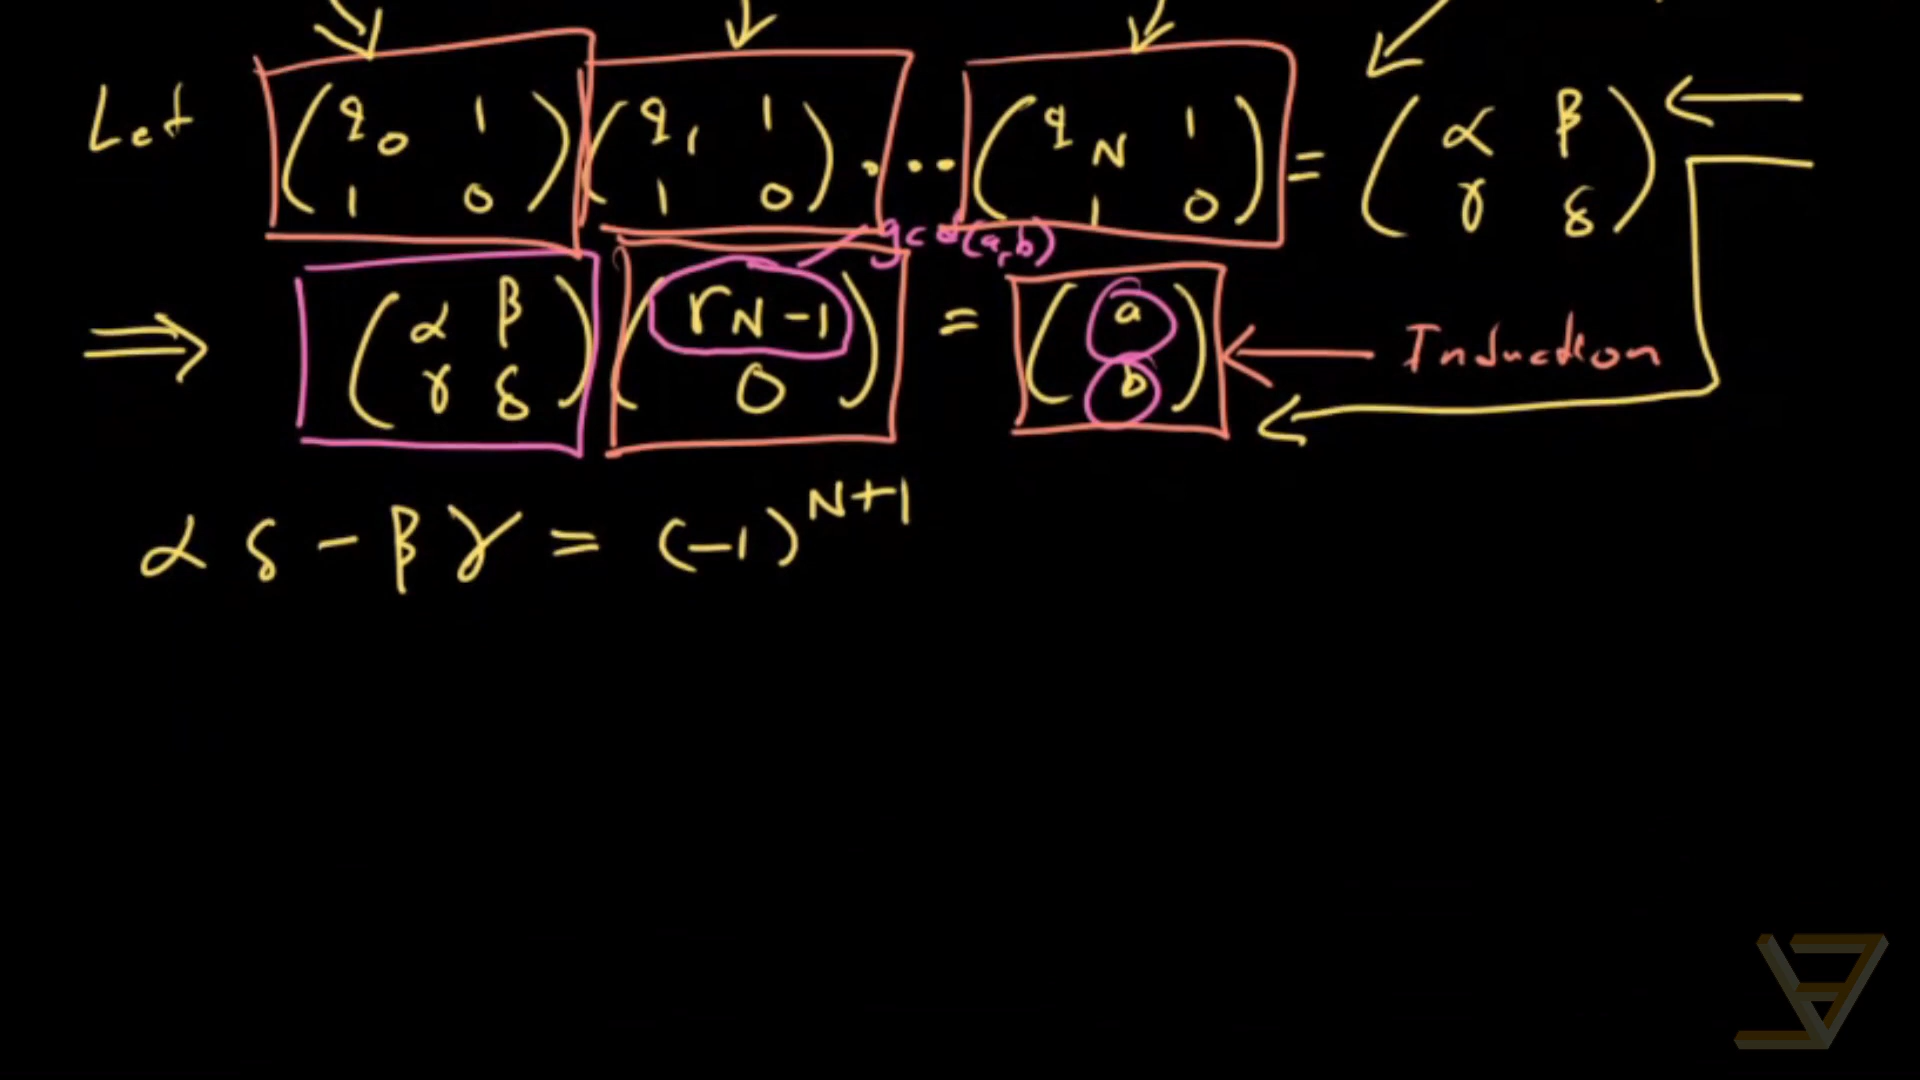 Let (q₀ 1 1 0) (q₁ 1 1 0) .... (q_N 1 1 0) = (α β γ δ)
gcd(a,b)
⇒ (α β γ δ) (r_{N-1} 0) = (a b) ← Induction
αδ - βγ = (-1)^{N+1}